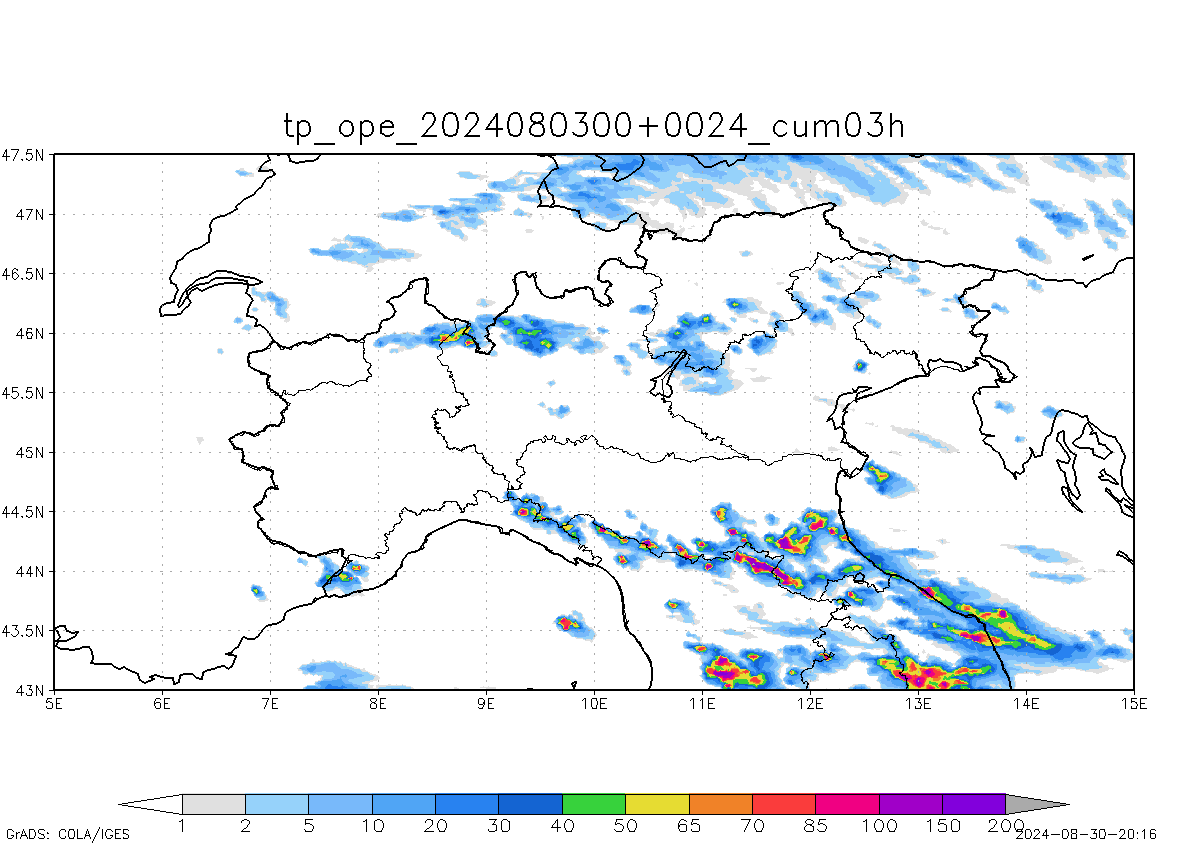 tp_ope_2024080300+0024_cum03h
47.5N
47N
46.5N
46N
45.5N
45N
44.5N
44N
43.5N
43N
5E 6E 7E 8E 9E 10E 11E 12E 13E 14E 15E
1 2 5 10 20 30 40 50 65 70 85 100 150 200
GrADS: COLA/IGES 2024-08-30-20:16